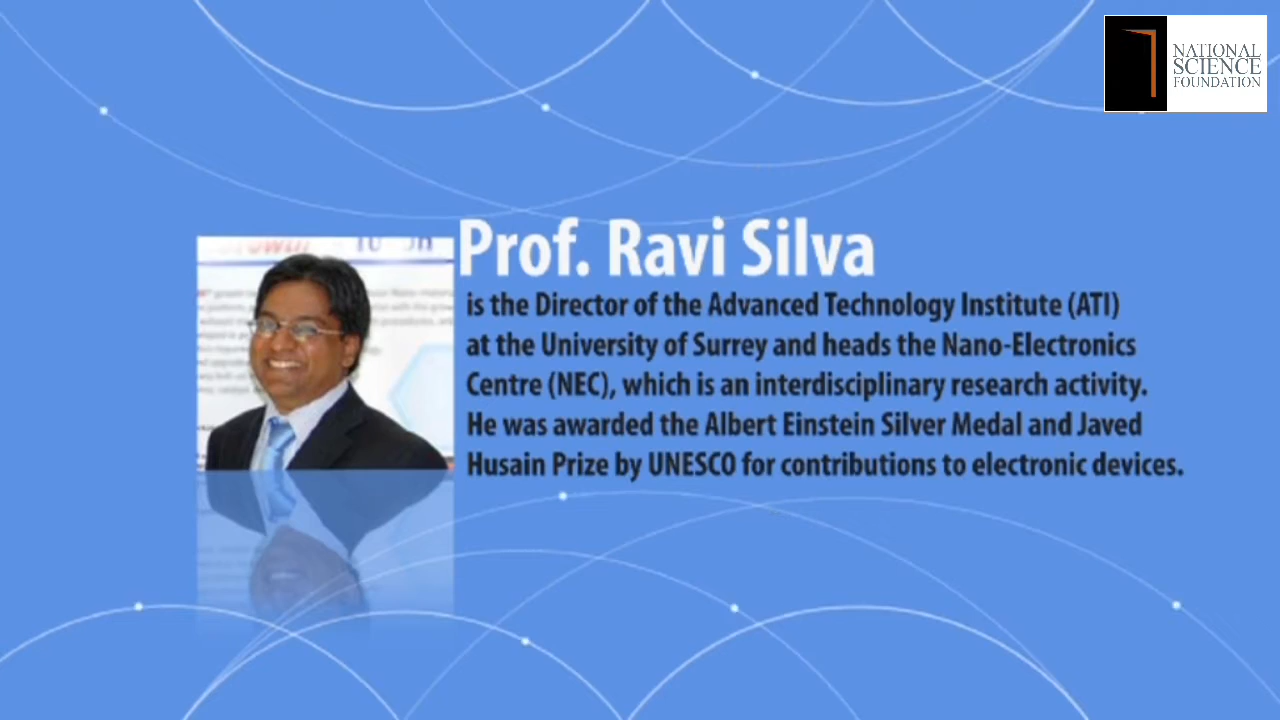 NATIONAL
SCIENCE
FOUNDATION
Prof. Ravi Silva
is the Director of the Advanced Technology Institute (ATI)
at the University of Surrey and heads the Nano-Electronics
Centre (NEC), which is an interdisciplinary research activity.
He was awarded the Albert Einstein Silver Medal and Javed
Husain Prize by UNESCO for contributions to electronic devices.